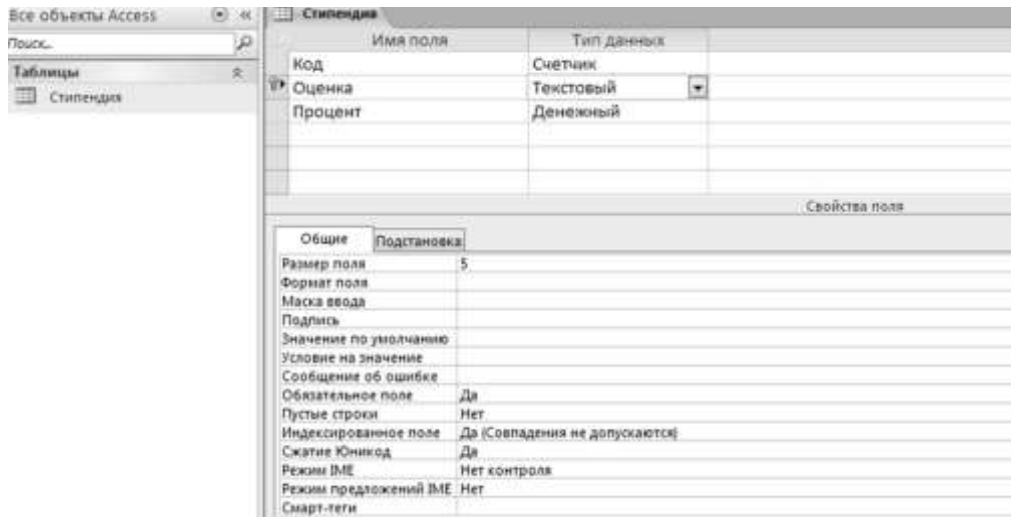 Все объекты Access
Поиск...
Таблицы
Стипендия
Стипендия
Имя поля Тип данных
Код Счетчик
Оценка Текстовый
Процент Денежный
Свойства поля
Общие Подстановка
Размер поля 5
Формат поля
Маска ввода
Подпись
Значение по умолчанию
Условие на значение
Сообщение об ошибке
Обязательное поле Да
Пустые строки Нет
Индексированное поле Да (Совпадения не допускаются)
Сжатие Юникод Да
Режим IME Нет контроля
Режим предложений IME Нет
Смарт-теги